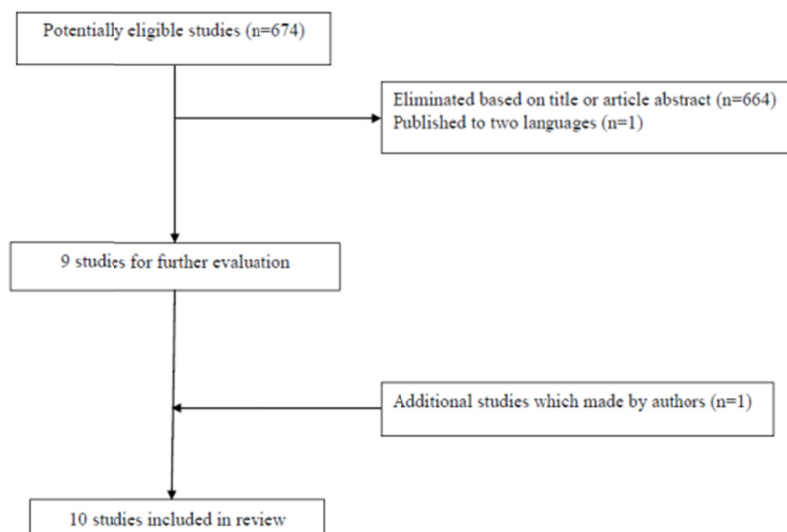 Potentially eligible studies (n=674)
Eliminated based on title or article abstract (n=664)
Published to two languages (n=1)
9 studies for further evaluation
Additional studies which made by authors (n=1)
10 studies included in review